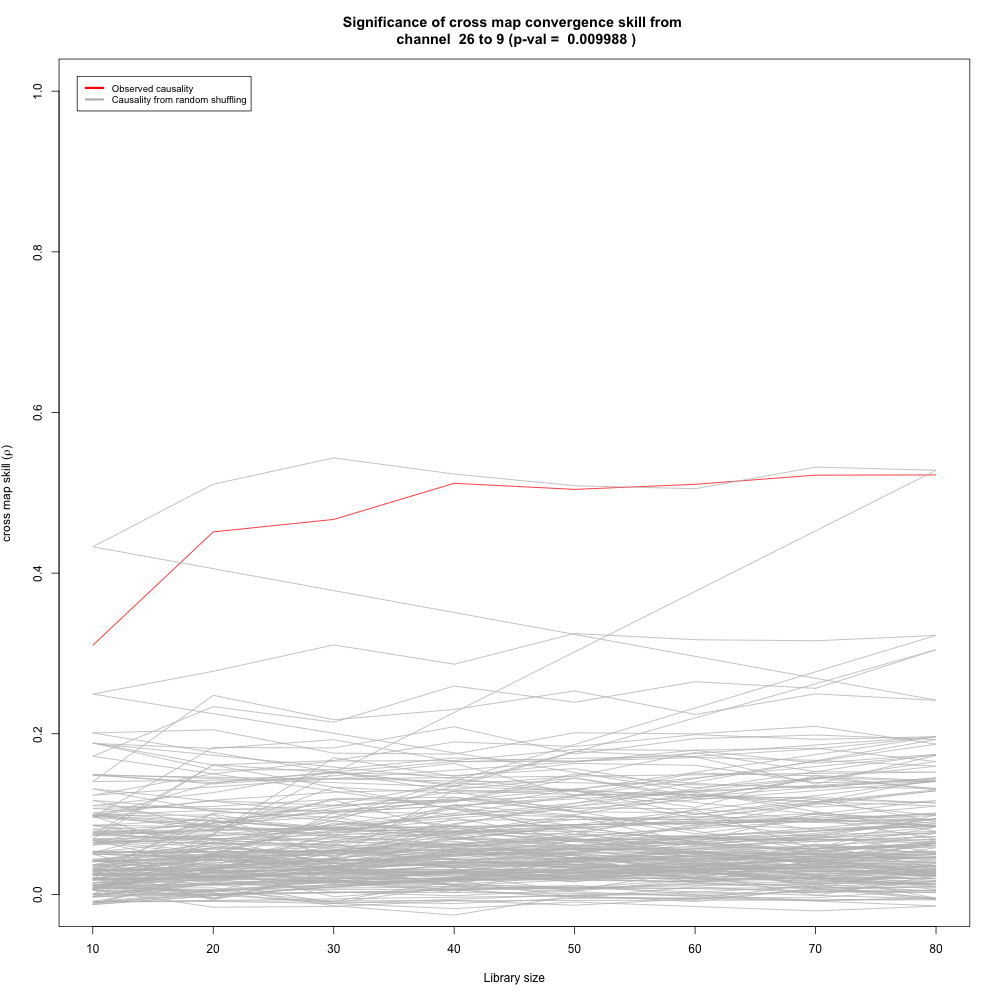 Significance of cross map convergence skill from
channel  26 to 9 (p-val =  0.009988 )
Observed causality
Causality from random shuffling
cross map skill (ρ)
1.0
0.8
0.6
0.4
0.2
0.0
10 20 30 40 50 60 70 80
Library size